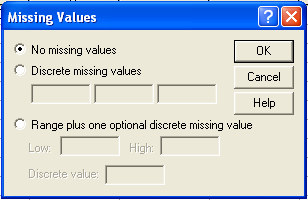 Missing Values
No missing values
OK
Discrete missing values
Cancel
Help
Range plus one optional discrete missing value
Low: High:
Discrete value: